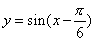 y = sin(x − π/6)